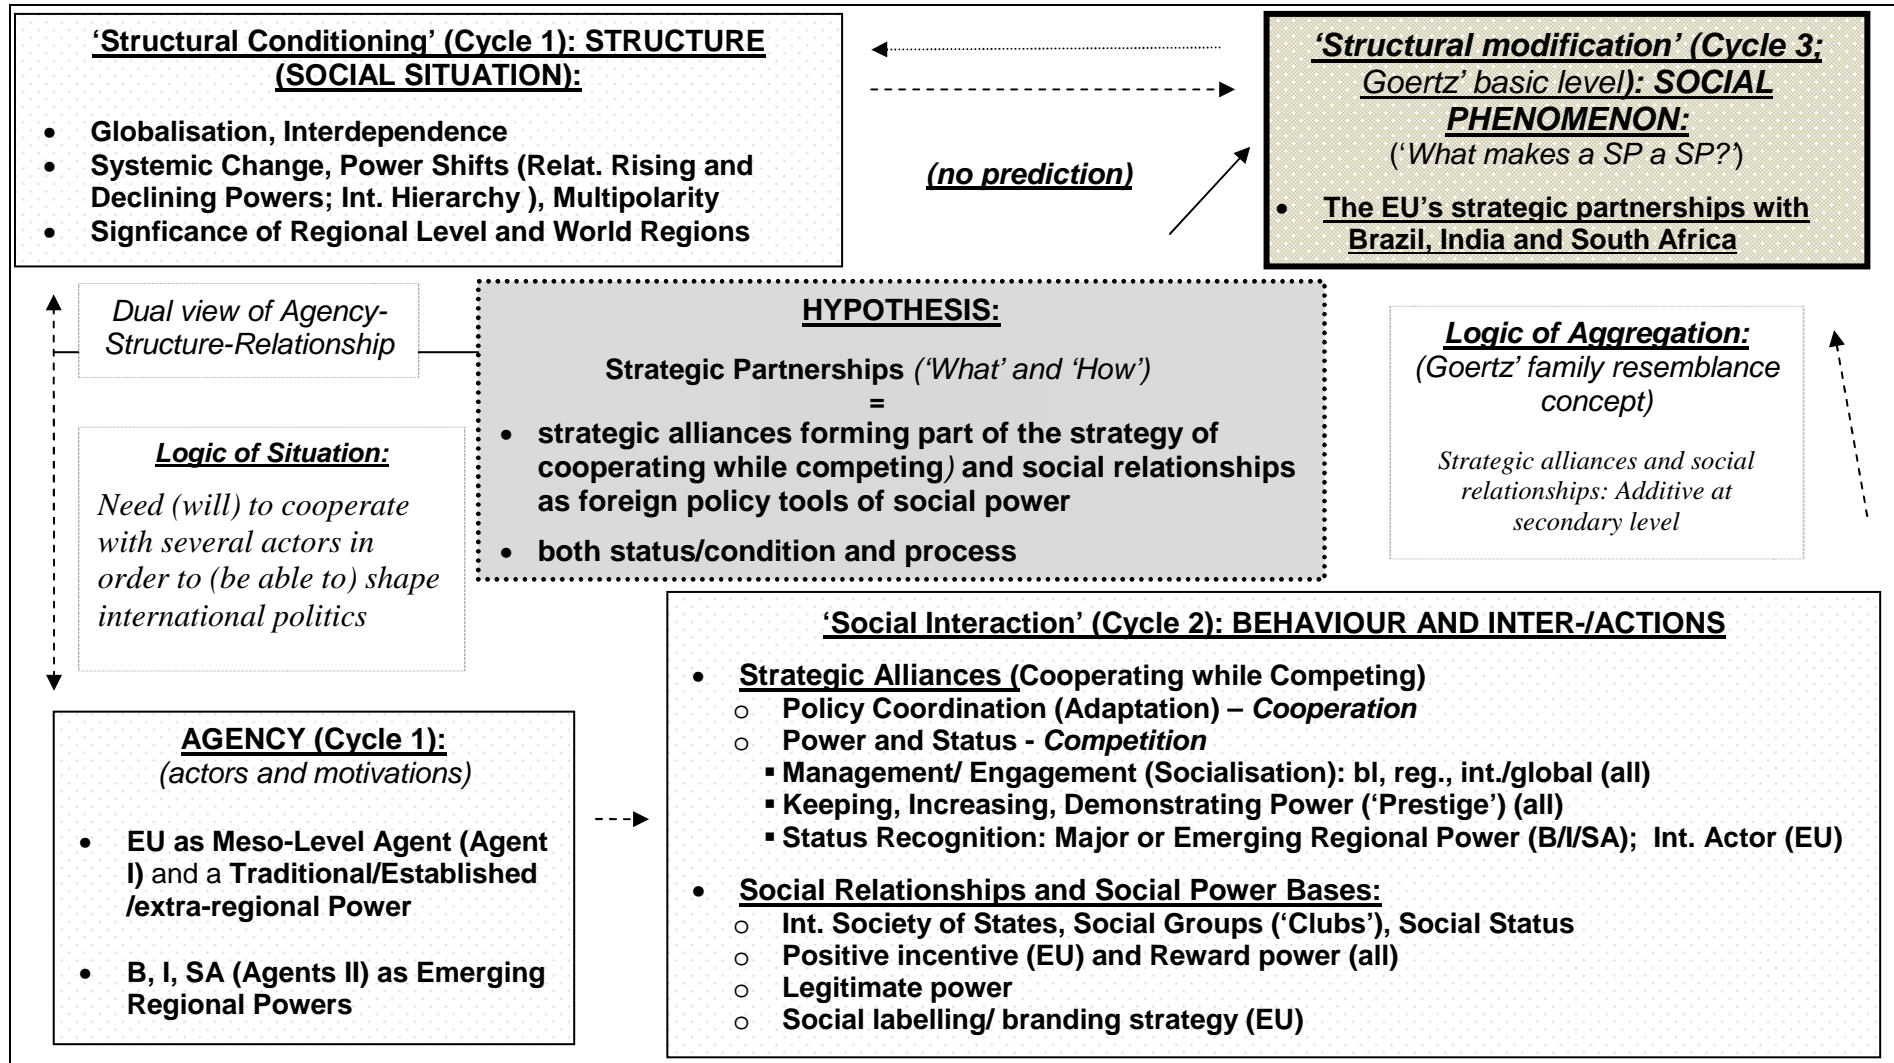 ‘Structural Conditioning’ (Cycle 1): STRUCTURE
(SOCIAL SITUATION):
• Globalisation, Interdependence
• Systemic Change, Power Shifts (Relat. Rising and
Declining Powers; Int. Hierarchy ), Multipolarity
• Signficance of Regional Level and World Regions
(no prediction)
‘Structural modification’ (Cycle 3;
Goertz’ basic level): SOCIAL
PHENOMENON:
(‘What makes a SP a SP?’)
• The EU’s strategic partnerships with
Brazil, India and South Africa
Dual view of Agency-
Structure-Relationship
Logic of Situation:
Need (will) to cooperate
with several actors in
order to (be able to) shape
international politics
HYPOTHESIS:
Strategic Partnerships (‘What’ and ‘How’)
=
• strategic alliances forming part of the strategy of
cooperating while competing) and social relationships
as foreign policy tools of social power
• both status/condition and process
Logic of Aggregation:
(Goertz’ family resemblance
concept)
Strategic alliances and social
relationships: Additive at
secondary level
AGENCY (Cycle 1):
(actors and motivations)
• EU as Meso-Level Agent (Agent
I) and a Traditional/Established
/extra-regional Power
• B, I, SA (Agents II) as Emerging
Regional Powers
‘Social Interaction’ (Cycle 2): BEHAVIOUR AND INTER-/ACTIONS
• Strategic Alliances (Cooperating while Competing)
o Policy Coordination (Adaptation) – Cooperation
o Power and Status - Competition
▪ Management/ Engagement (Socialisation): bl, reg., int./global (all)
▪ Keeping, Increasing, Demonstrating Power (‘Prestige’) (all)
▪ Status Recognition: Major or Emerging Regional Power (B/I/SA); Int. Actor (EU)
• Social Relationships and Social Power Bases:
o Int. Society of States, Social Groups (‘Clubs’), Social Status
o Positive incentive (EU) and Reward power (all)
o Legitimate power
o Social labelling/ branding strategy (EU)